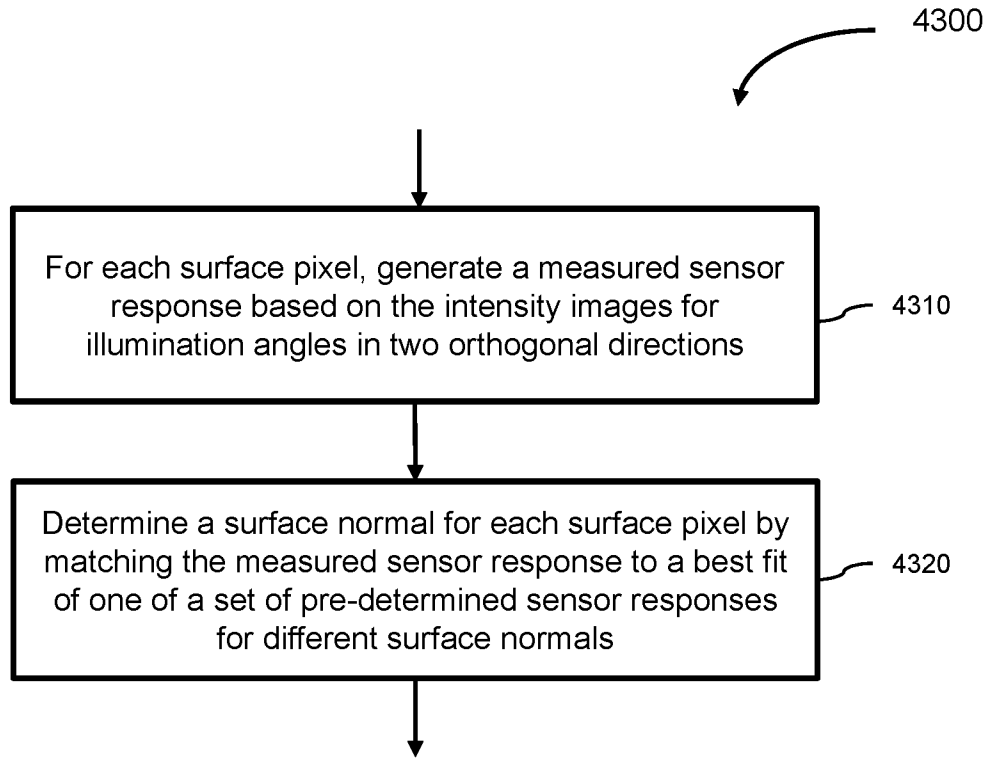 4300
For each surface pixel, generate a measured sensor
response based on the intensity images for
illumination angles in two orthogonal directions
4310
Determine a surface normal for each surface pixel by
matching the measured sensor response to a best fit
of one of a set of pre-determined sensor responses
for different surface normals
4320